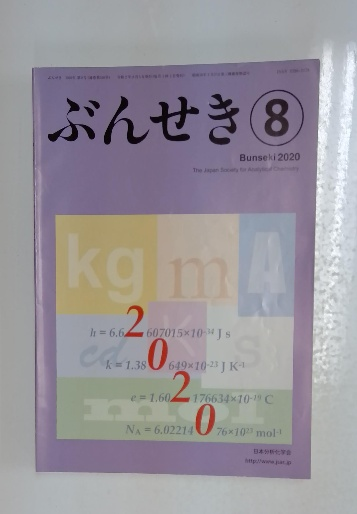 ぶんせき 8
Bunseki 2020
The Japan Society for Analytical Chemistry
kg m A
cd K s
mol
h = 6.62607015×10⁻³⁴ J s
k = 1.380649×10⁻²³ J K⁻¹
e = 1.602176634×10⁻¹⁹ C
N_A = 6.02214076×10²³ mol⁻¹
日本分析化学会
http://www.jsac.jp